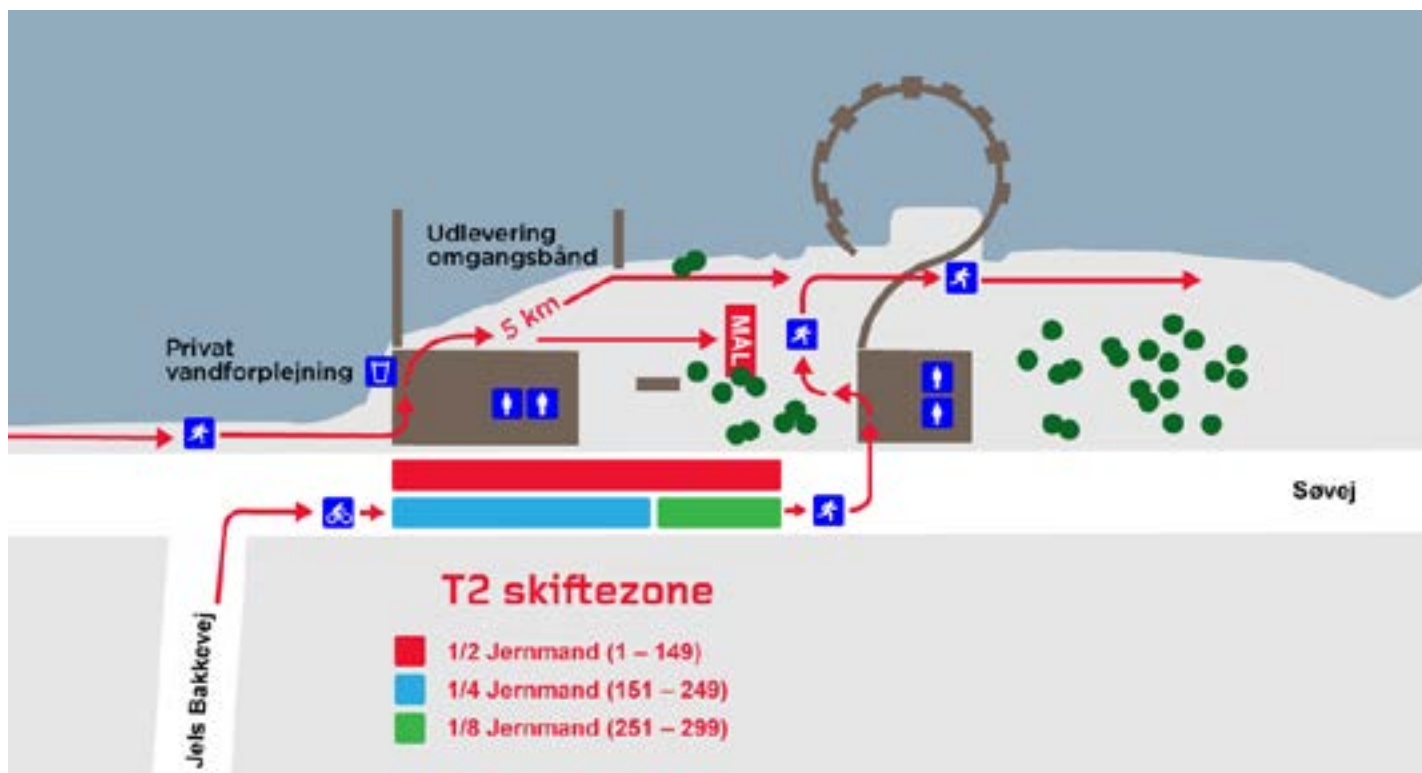 Udlevering
omgangsbånd
5 km
MÅL
Privat
vandforplejning
Søvej
Jels Bakkevej
T2 skiftezone
1/2 Jernmand (1 – 149)
1/4 Jernmand (151 – 249)
1/8 Jernmand (251 – 299)